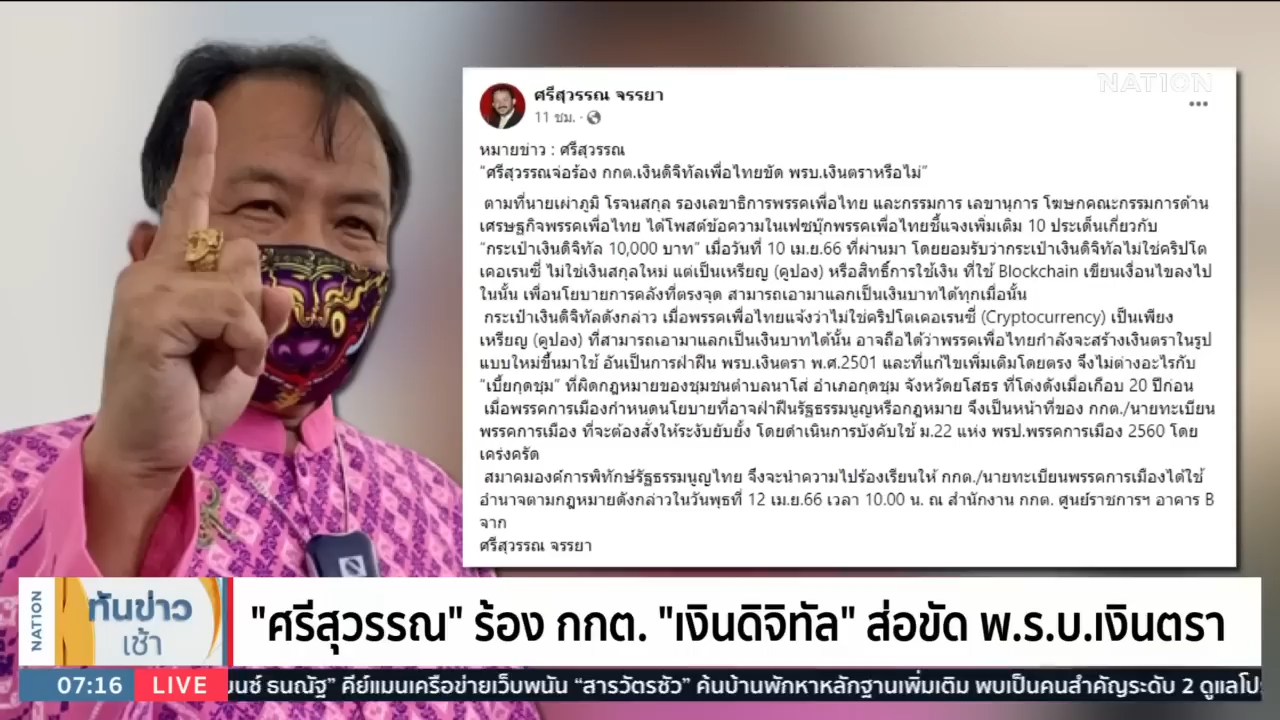 NATION
ศรีสุวรรณ จรรยา
11 ชม.
หมายข่าว : ศรีสุวรรณ
"ศรีสุวรรณจ่อร้อง กกต.เงินดิจิทัลเพื่อไทยขัด พรบ.เงินตราหรือไม่"
ตามที่นายเผ่าภูมิ โรจนสกุล รองเลขาธิการพรรคเพื่อไทย และกรรมการ เลขานุการ โฆษกคณะกรรมการด้าน
เศรษฐกิจพรรคเพื่อไทย ได้โพสต์ข้อความในเฟซบุ๊กพรรคเพื่อไทยชี้แจงเพิ่มเติม 10 ประเด็นเกี่ยวกับ
"กระเป๋าเงินดิจิทัล 10,000 บาท" เมื่อวันที่ 10 เม.ย.66 ที่ผ่านมา โดยยอมรับว่ากระเป๋าเงินดิจิทัลไม่ใช่คริปโต
เคอเรนซี่ ไม่ใช่เงินสกุลใหม่ แต่เป็นเหรียญ (คูปอง) หรือสิทธิ์การใช้เงิน ที่ใช้ Blockchain เขียนเงื่อนไขลงไป
ในนั้น เพื่อนโยบายการคลังที่ตรงจุด สามารถเอามาแลกเป็นเงินบาทได้ทุกเมื่อนั้น
กระเป๋าเงินดิจิทัลดังกล่าว เมื่อพรรคเพื่อไทยแจ้งว่าไม่ใช่คริปโตเคอเรนซี่ (Cryptocurrency) เป็นเพียง
เหรียญ (คูปอง) ที่สามารถเอามาแลกเป็นเงินบาทได้นั้น อาจถือได้ว่าพรรคเพื่อไทยกำลังจะสร้างเงินตราในรูป
แบบใหม่ขึ้นมาใช้ อันเป็นการฝ่าฝืน พรบ.เงินตรา พ.ศ.2501 และที่แก้ไขเพิ่มเติมโดยตรง จึงไม่ต่างอะไรกับ
"เบี้ยกุดชุม" ที่ผิดกฎหมายของชุมชนตำบลนาโส่ อำเภอกุดชุม จังหวัดยโสธร ที่โด่งดังเมื่อเกือบ 20 ปีก่อน
เมื่อพรรคการเมืองกำหนดนโยบายที่อาจฝ่าฝืนรัฐธรรมนูญหรือกฎหมาย จึงเป็นหน้าที่ของ กกต./นายทะเบียน
พรรคการเมือง ที่จะต้องสั่งให้ระงับยับยั้ง โดยดำเนินการบังคับใช้ ม.22 แห่ง พรป.พรรคการเมือง 2560 โดย
เคร่งครัด
สมาคมองค์การพิทักษ์รัฐธรรมนูญไทย จึงจะนำความไปร้องเรียนให้ กกต./นายทะเบียนพรรคการเมืองได้ใช้
อำนาจตามกฎหมายดังกล่าวในวันพุธที่ 12 เม.ย.66 เวลา 10.00 น. ณ สำนักงาน กกต. ศูนย์ราชการฯ อาคาร B
จาก
ศรีสุวรรณ จรรยา
NATION
ทันข่าว
เช้า
"ศรีสุวรรณ" ร้อง กกต. "เงินดิจิทัล" ส่อขัด พ.ร.บ.เงินตรา
07:16 LIVE
ธนณัฐ" คีย์แมนเครือข่ายเว็บพนัน "สารวัตรซัว" ค้นบ้านพักหาหลักฐานเพิ่มเติม พบเป็นคนสำคัญระดับ 2